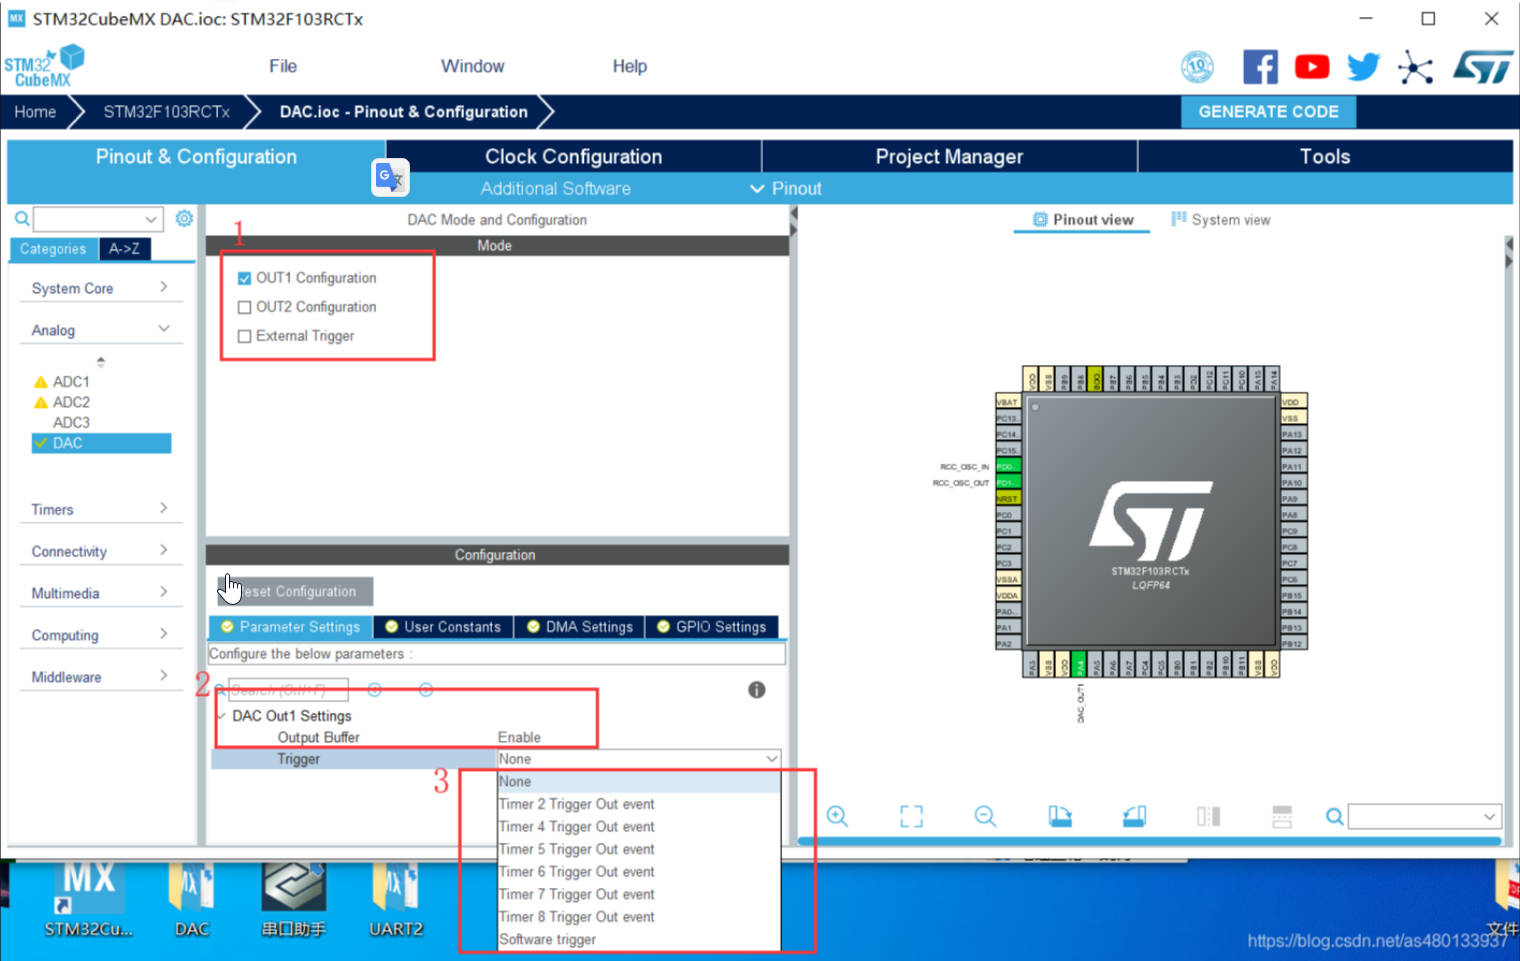 MX STM32CubeMX DAC.ioc: STM32F103RCTx
STM32
CubeMX
File Window Help
10
ST
Home STM32F103RCTx DAC.ioc - Pinout & Configuration GENERATE CODE
Pinout & Configuration Clock Configuration Project Manager Tools
Additional Software Pinout
DAC Mode and Configuration
Pinout view System view
Categories A->Z
1
Mode
OUT1 Configuration
OUT2 Configuration
External Trigger
System Core
Analog
ADC1
ADC2
ADC3
DAC
Timers
Connectivity
Multimedia
Computing
Middleware
Configuration
eset Configuration
Parameter Settings User Constants DMA Settings GPIO Settings
Configure the below parameters :
2
Search (Ctrl+F)
DAC Out1 Settings
Output Buffer Enable
Trigger None
3
None
Timer 2 Trigger Out event
Timer 4 Trigger Out event
Timer 5 Trigger Out event
Timer 6 Trigger Out event
Timer 7 Trigger Out event
Timer 8 Trigger Out event
Software trigger
VDD VSS PB9 PB8 BOO. PB7 PB6 PB5 PB4 PB3 PD2 PC12 PC11 PC10 PA15 PA14
VBAT
PC13.
PC14.
PC15.
RCC_OSC_IN PD0-
RCC_OSC_OUT PD1-
NRST
PC0
PC1
PC2
PC3
VSSA
VDDA
PA0-.
PA1
PA2
ST
STM32F103RCTx
LQFP64
VDD
VSS
PA13
PA12
PA11
PA10
PA9
PA8
PC9
PC8
PC7
PC6
PB15
PB14
PB13
PB12
PA3 VSS VDD PA4 PA5 PA6 PA7 PC4 PC5 PB0 PB1 PB2 PB10 PB11 VSS VDD
DAC_OUT1
MX
STM32Cu... DAC 串口助手 UART2
文件
https://blog.csdn.net/as480133937